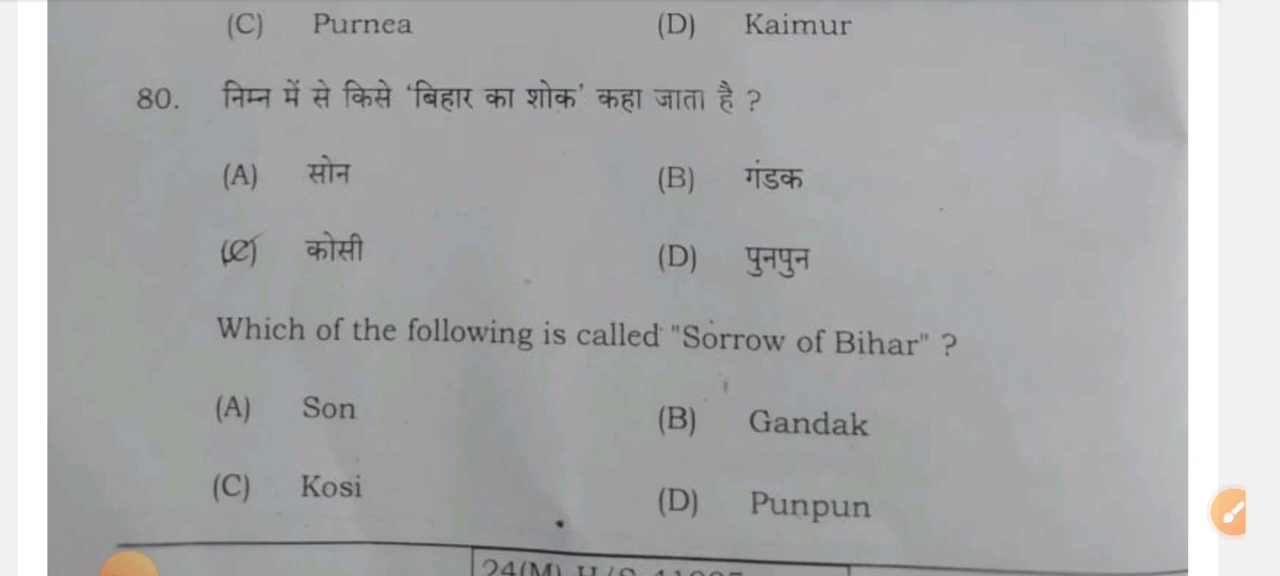 (C) Purnea (D) Kaimur
80. निम्न में से किसे ‘बिहार का शोक’ कहा जाता है ?
(A) सोन (B) गंडक
(C) कोसी (D) पुनपुन
Which of the following is called "Sorrow of Bihar" ?
(A) Son (B) Gandak
(C) Kosi (D) Punpun